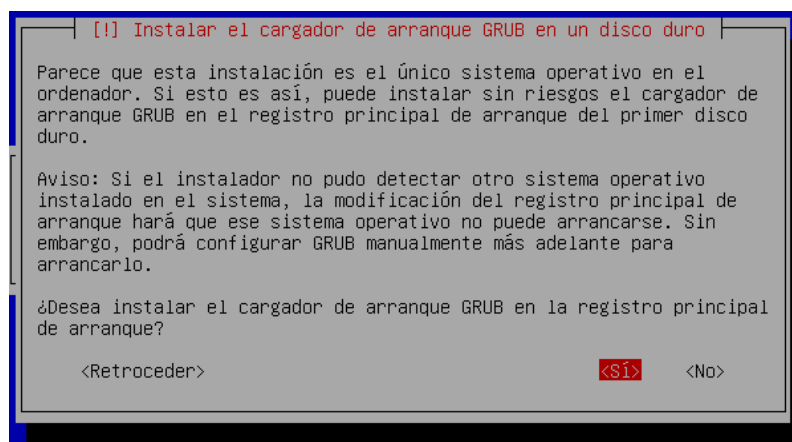 [!] Instalar el cargador de arranque GRUB en un disco duro
Parece que esta instalación es el único sistema operativo en el
ordenador. Si esto es así, puede instalar sin riesgos el cargador de
arranque GRUB en el registro principal de arranque del primer disco
duro.
Aviso: Si el instalador no pudo detectar otro sistema operativo
instalado en el sistema, la modificación del registro principal de
arranque hará que ese sistema operativo no puede arrancarse. Sin
embargo, podrá configurar GRUB manualmente más adelante para
arrancarlo.
¿Desea instalar el cargador de arranque GRUB en la registro principal
de arranque?
<Retroceder> <Sí> <No>